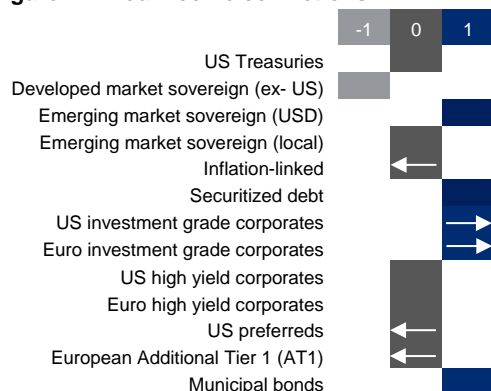 -1 0 1
US Treasuries
Developed market sovereign (ex- US)
Emerging market sovereign (USD)
Emerging market sovereign (local)
Inflation-linked
Securitized debt
US investment grade corporates
Euro investment grade corporates
US high yield corporates
Euro high yield corporates
US preferreds
European Additional Tier 1 (AT1)
Municipal bonds